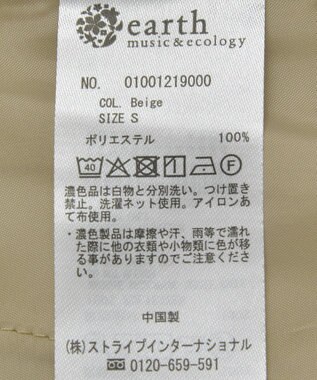 earth
music&ecology
NO. 01001219000
COL. Beige
SIZE S
ポリエステル 100%
40
F
濃色品は白物と分別洗い。つけ置き
禁止。洗濯ネット使用。アイロンあ
て布使用。
・濃色製品は摩擦や汗、雨等で濡れ
た際に他の衣類や小物類に色が移
る事がありますのでご注意くださ
い。
中国製
(株)ストライプインターナショナル
0120-659-591